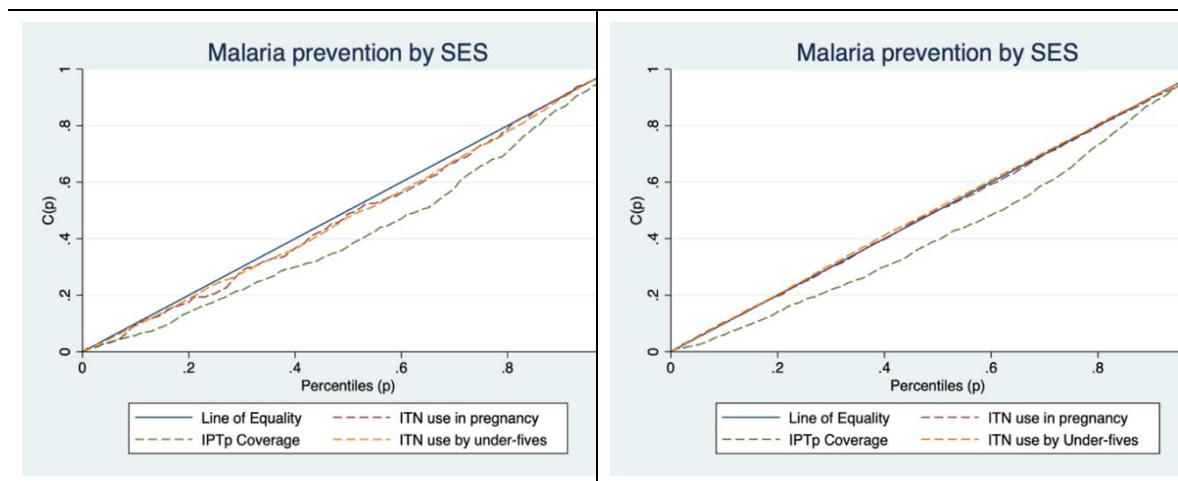 Malaria prevention by SES
1
.8
.6
.4
.2
0
C(p)
0 .2 .4 .6 .8
Percentiles (p)
Line of Equality ITN use in pregnancy
IPTp Coverage ITN use by under-fives
Malaria prevention by SES
1
.8
.6
.4
.2
0
C(p)
0 .2 .4 .6 .8
Percentiles (p)
Line of Equality ITN use in pregnancy
IPTp Coverage ITN use by Under-fives